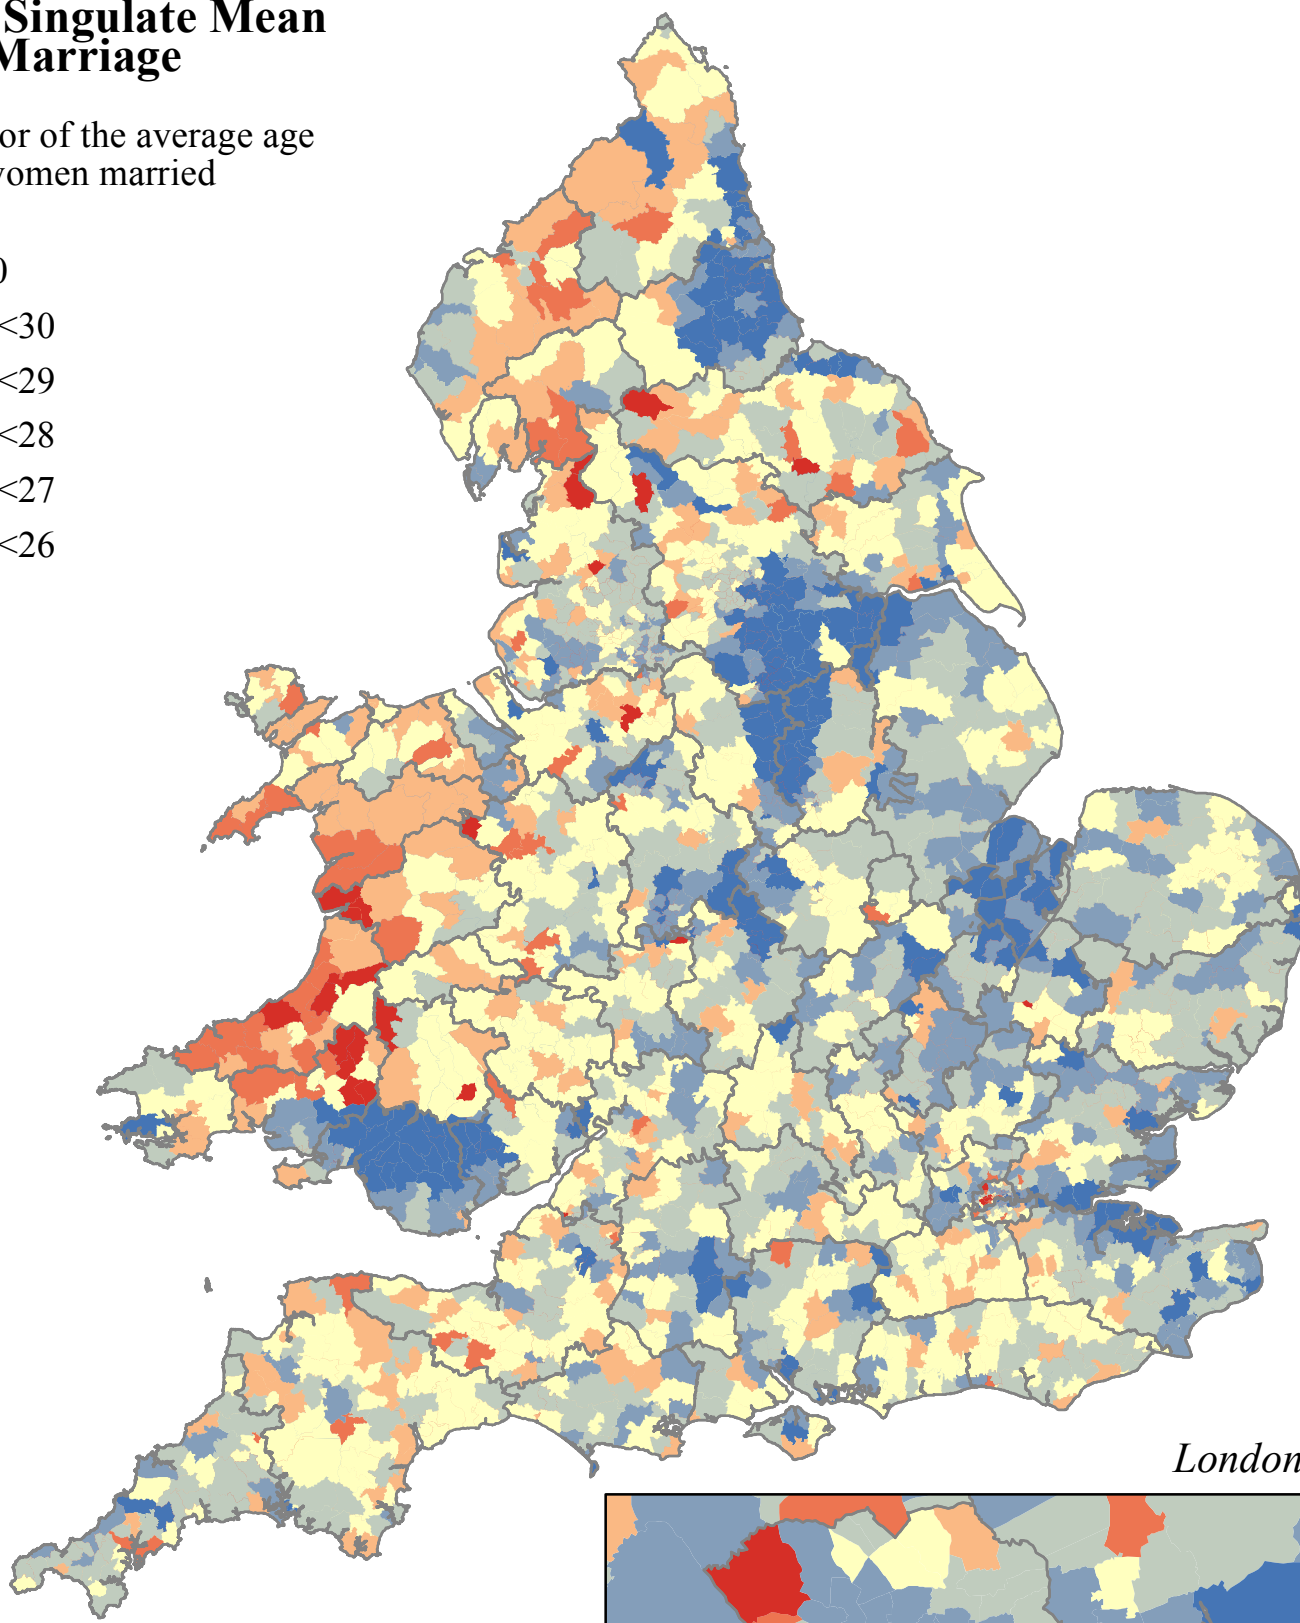 Singulate Mean
Marriage
or of the average age
women married
0
<30
<29
<28
<27
<26
London